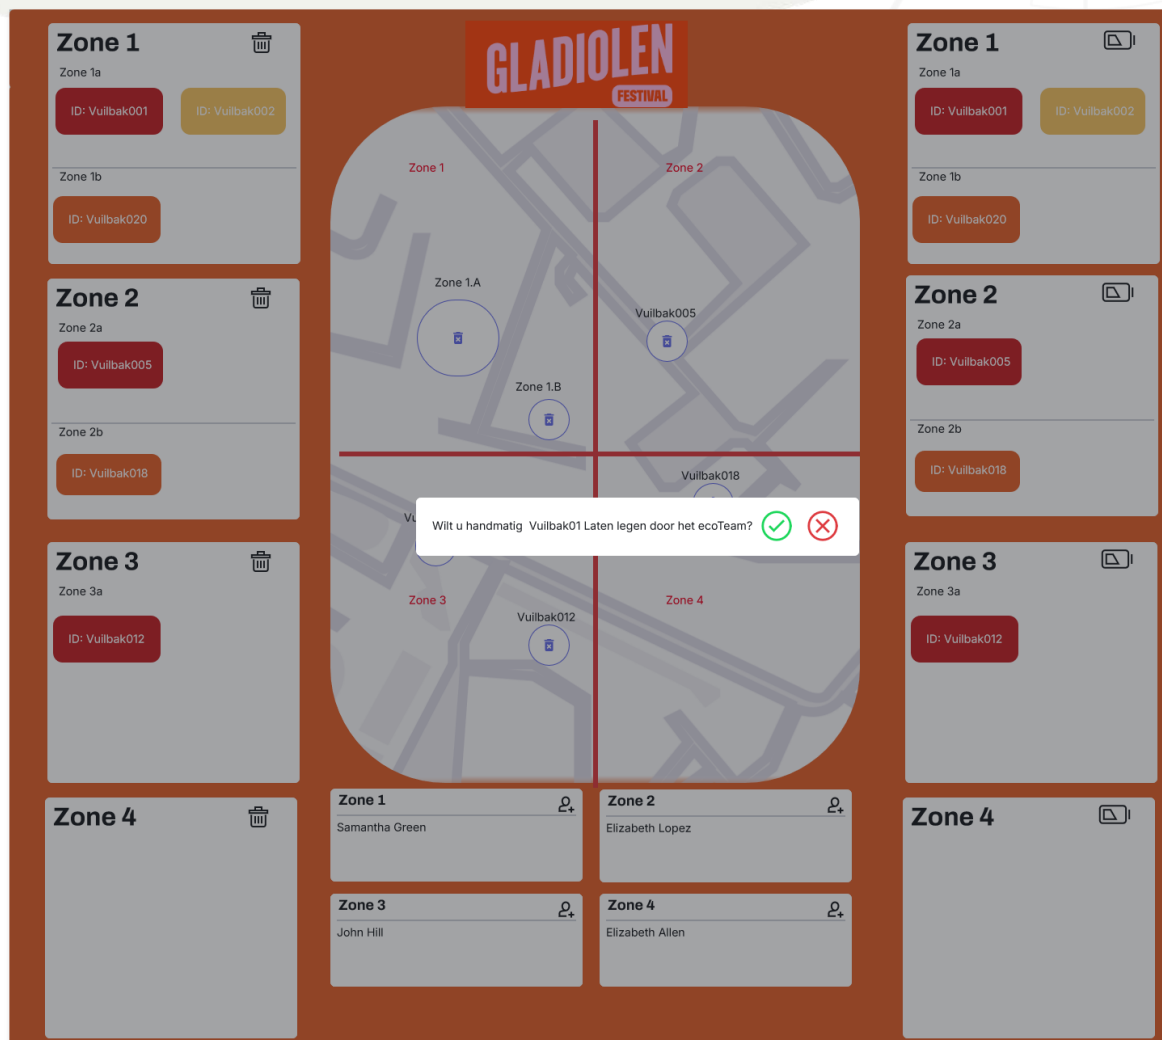 Zone 1
Zone 1a
ID: Vuilbak001
ID: Vuilbak002
Zone 1b
ID: Vuilbak020
Zone 2
Zone 2a
ID: Vuilbak005
Zone 2b
ID: Vuilbak018
Zone 3
Zone 3a
ID: Vuilbak012
Zone 4
GLADIOLEN
FESTIVAL
Zone 1
Zone 2
Zone 1.A
Vuilbak005
Zone 1.B
Vuilbak018
Wilt u handmatig Vuilbak01 Laten legen door het ecoTeam?
Zone 3
Zone 4
Vuilbak012
Zone 1
Samantha Green
Zone 2
Elizabeth Lopez
Zone 3
John Hill
Zone 4
Elizabeth Allen
Zone 1
Zone 1a
ID: Vuilbak001
ID: Vuilbak002
Zone 1b
ID: Vuilbak020
Zone 2
Zone 2a
ID: Vuilbak005
Zone 2b
ID: Vuilbak018
Zone 3
Zone 3a
ID: Vuilbak012
Zone 4